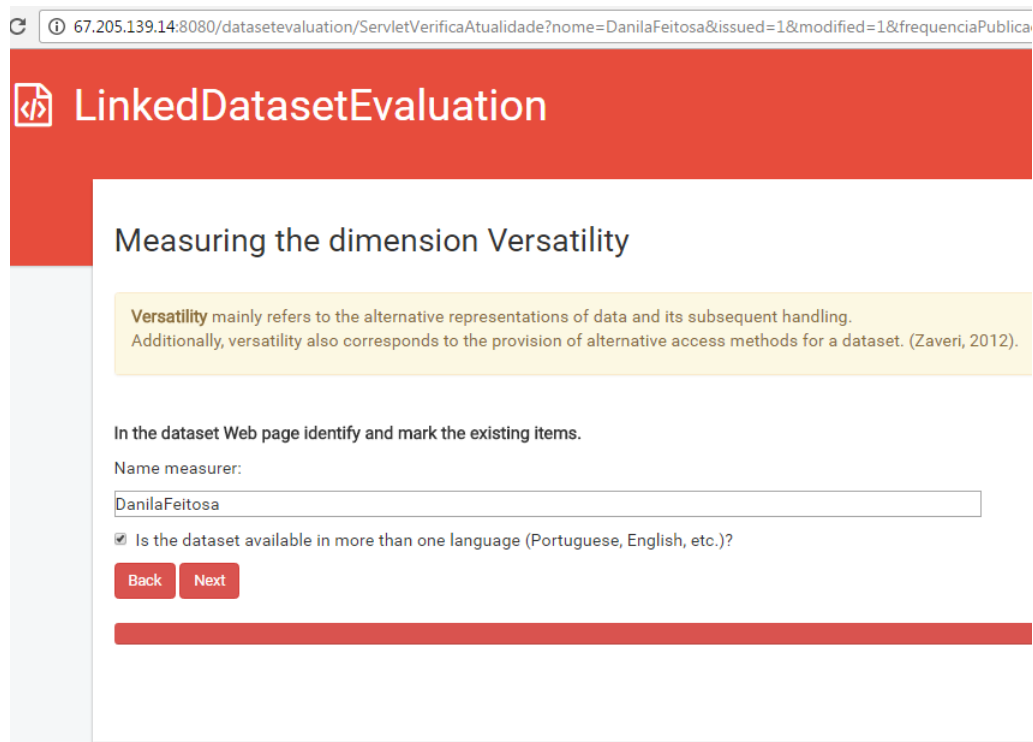 67.205.139.14:8080/datasetevaluation/ServletVerificaAtualidade?nome=DanilaFeitosa&issued=1&modified=1&frequenciaPublica
LinkedDatasetEvaluation
Measuring the dimension Versatility
Versatility mainly refers to the alternative representations of data and its subsequent handling.
Additionally, versatility also corresponds to the provision of alternative access methods for a dataset. (Zaveri, 2012).
In the dataset Web page identify and mark the existing items.
Name measurer:
DanilaFeitosa
Is the dataset available in more than one language (Portuguese, English, etc.)?
Back Next